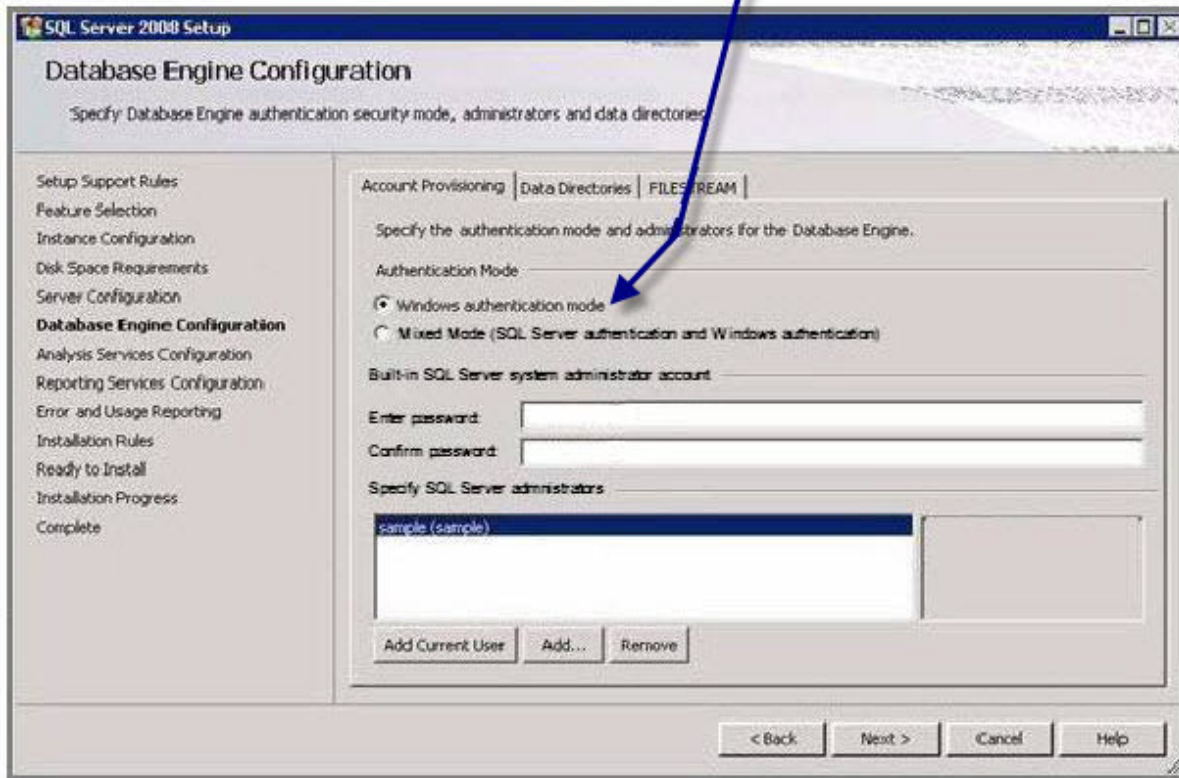 SQL Server 2008 Setup
Database Engine Configuration
Specify Database Engine authentication security mode, administrators and data directories.
Setup Support Rules
Feature Selection
Instance Configuration
Disk Space Requirements
Server Configuration
Database Engine Configuration
Analysis Services Configuration
Reporting Services Configuration
Error and Usage Reporting
Installation Rules
Ready to Install
Installation Progress
Complete
Account Provisioning Data Directories FILESTREAM
Specify the authentication mode and administrators for the Database Engine.
Authentication Mode
Windows authentication mode
Mixed Mode (SQL Server authentication and Windows authentication)
Built-in SQL Server system administrator account
Enter password:
Confirm password:
Specify SQL Server administrators
sample (sample)
Add Current User Add... Remove
< Back Next > Cancel Help